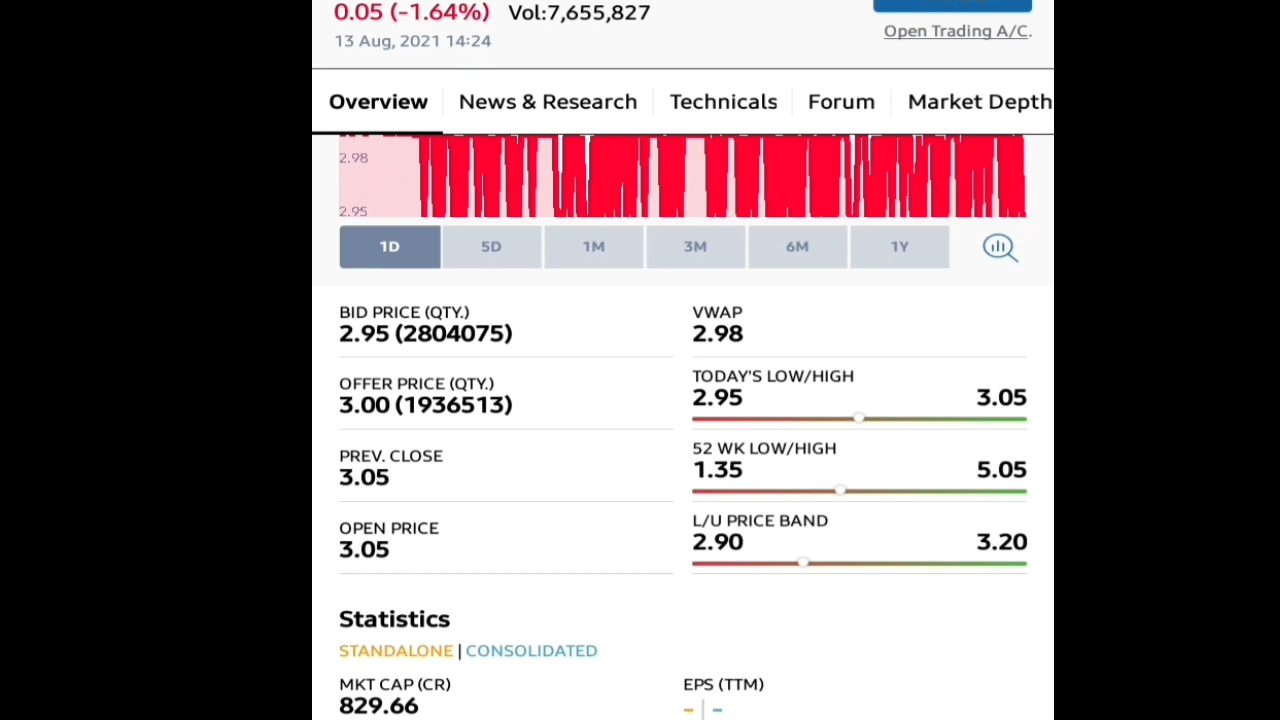 0.05 (-1.64%) Vol:7,655,827
13 Aug, 2021 14:24
Open Trading A/C.
Overview News & Research Technicals Forum Market Depth
2.98
2.95
1D 5D 1M 3M 6M 1Y
BID PRICE (QTY.)
2.95 (2804075)
VWAP
2.98
OFFER PRICE (QTY.)
3.00 (1936513)
TODAY'S LOW/HIGH
2.95 3.05
PREV. CLOSE
3.05
52 WK LOW/HIGH
1.35 5.05
OPEN PRICE
3.05
L/U PRICE BAND
2.90 3.20
Statistics
STANDALONE | CONSOLIDATED
MKT CAP (CR)
829.66
EPS (TTM)
- | -